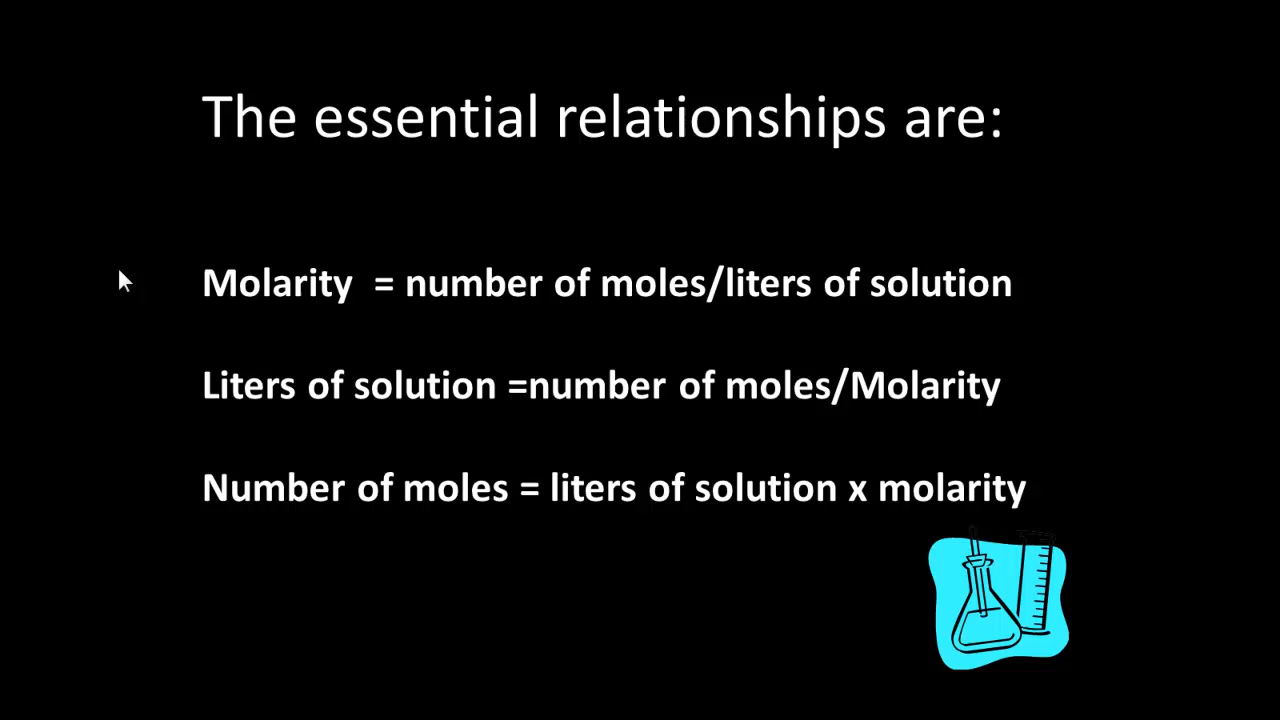 The essential relationships are:
Molarity  = number of moles/liters of solution
Liters of solution =number of moles/Molarity
Number of moles = liters of solution x molarity